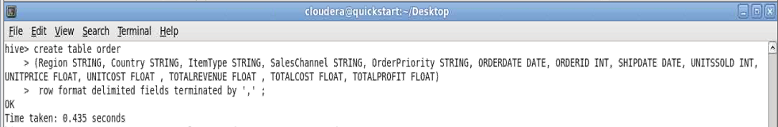 cloudera@quickstart:~/Desktop
File Edit View Search Terminal Help
hive> create table order
    > (Region STRING, Country STRING, ItemType STRING, SalesChannel STRING, OrderPriority STRING, ORDERDATE DATE, ORDERID INT, SHIPDATE DATE, UNITSSOLD INT,
UNITPRICE FLOAT, UNITCOST FLOAT , TOTALREVENUE FLOAT , TOTALCOST FLOAT, TOTALPROFIT FLOAT)
    >  row format delimited fields terminated by ',' ;
OK
Time taken: 0.435 seconds